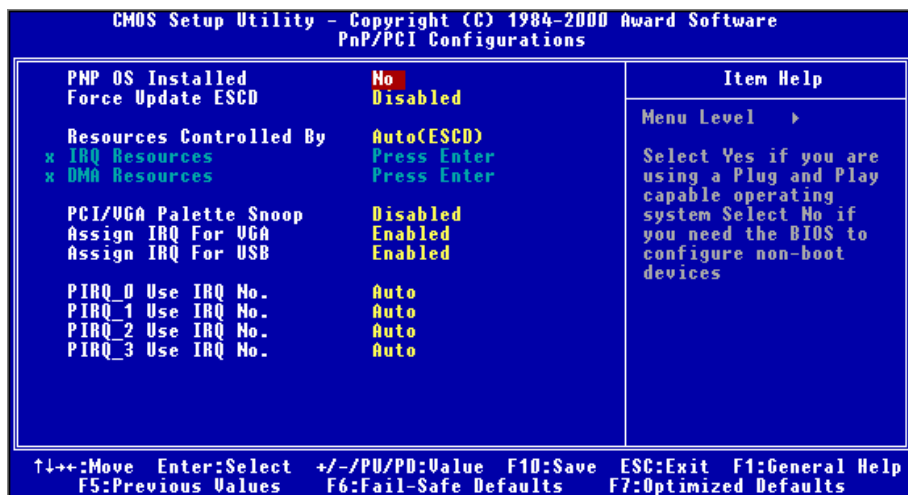 CMOS Setup Utility - Copyright (C) 1984-2000 Award Software
PnP/PCI Configurations
PNP OS Installed No
Force Update ESCD Disabled
Resources Controlled By Auto(ESCD)
x IRQ Resources Press Enter
x DMA Resources Press Enter
PCI/VGA Palette Snoop Disabled
Assign IRQ For VGA Enabled
Assign IRQ For USB Enabled
PIRQ_0 Use IRQ No. Auto
PIRQ_1 Use IRQ No. Auto
PIRQ_2 Use IRQ No. Auto
PIRQ_3 Use IRQ No. Auto
Item Help
Menu Level ▸
Select Yes if you are
using a Plug and Play
capable operating
system Select No if
you need the BIOS to
configure non-boot
devices
↑↓→←:Move Enter:Select +/-/PU/PD:Value F10:Save ESC:Exit F1:General Help
F5:Previous Values F6:Fail-Safe Defaults F7:Optimized Defaults